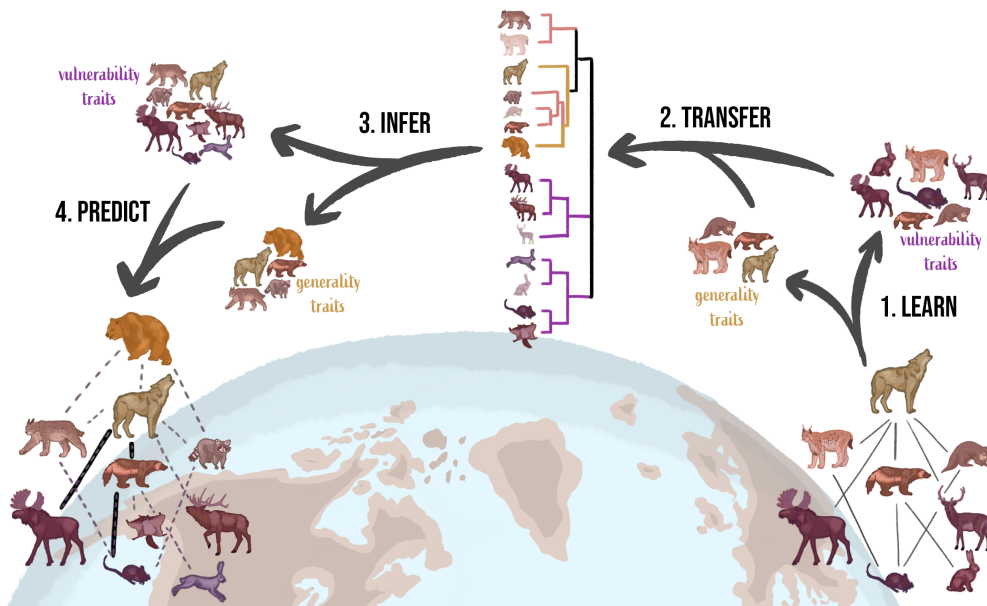 vulnerability
traits
3. INFER
2. TRANSFER
4. PREDICT
generality
traits
generality
traits
vulnerability
traits
1. LEARN